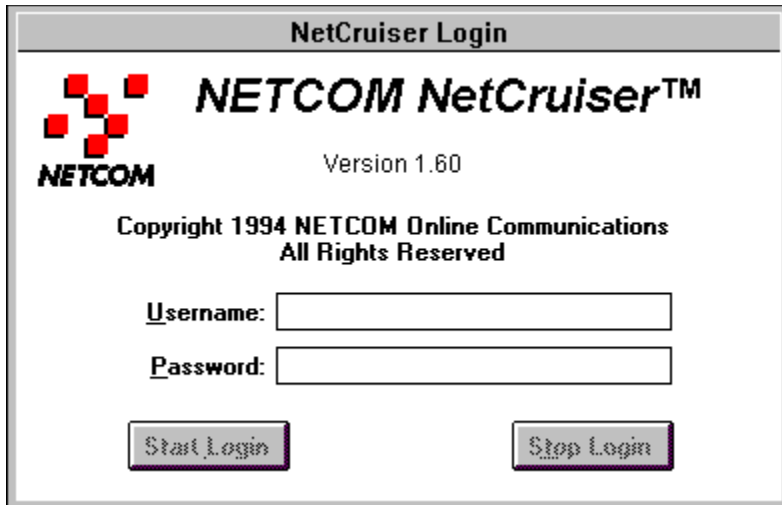 NetCruiser Login
NETCOM NetCruiser™
NETCOM
Version 1.60
Copyright 1994 NETCOM Online Communications
All Rights Reserved
Username:
Password:
Start Login
Stop Login